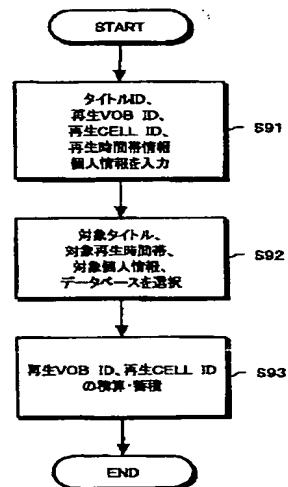 START
タイトルID、
再生VOB ID、
再生CELL ID、
再生時間帯情報
個人情報を入力
S91
対象タイトル、
対象再生時間帯、
対象個人情報、
データベースを選択
S92
再生VOB ID、再生CELL ID
の積算・蓄積
S93
END